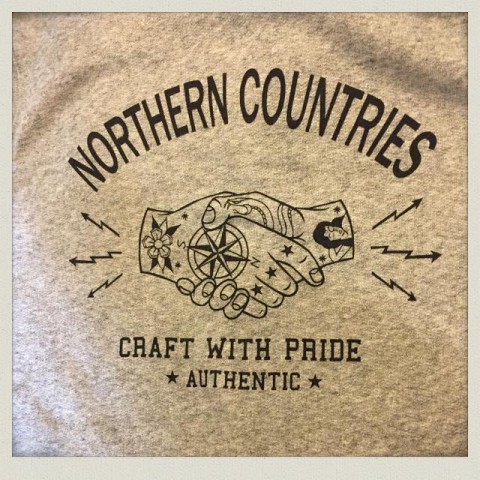 NORTHERN COUNTRIES
S
N
CRAFT WITH PRIDE
★ AUTHENTIC ★